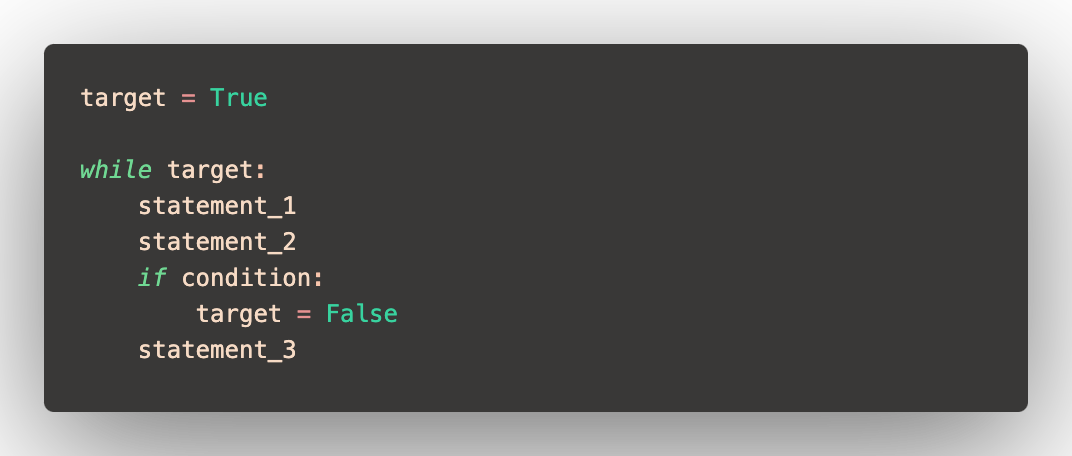 target = True
while target:
    statement_1
    statement_2
    if condition:
        target = False
    statement_3